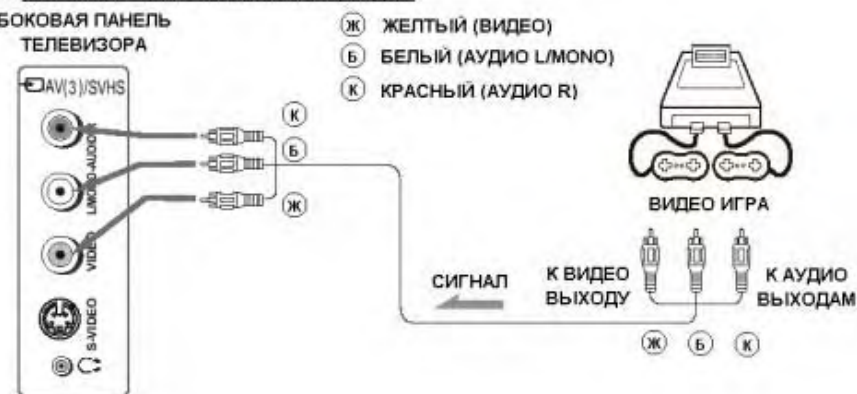 БОКОВАЯ ПАНЕЛЬ
ТЕЛЕВИЗОРА
Ж ЖЕЛТЫЙ (ВИДЕО)
Б БЕЛЫЙ (АУДИО L/MONO)
К КРАСНЫЙ (АУДИО R)
AV(3)/SVHS
L/MONO-AUDIO-R
VIDEO
S-VIDEO
К
Б
Ж
ВИДЕО ИГРА
СИГНАЛ
К ВИДЕО
ВЫХОДУ
К АУДИО
ВЫХОДАМ
Ж Б К